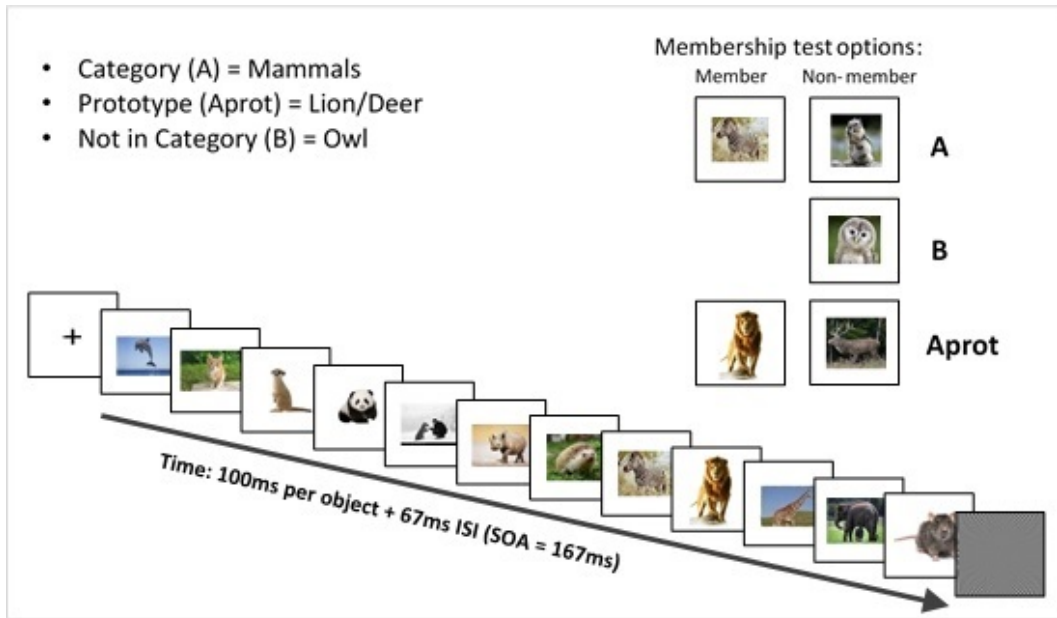 • Category (A) = Mammals
• Prototype (Aprot) = Lion/Deer
• Not in Category (B) = Owl
Membership test options:
Member Non-member
A
B
Aprot
+
Time: 100ms per object + 67ms ISI (SOA = 167ms)